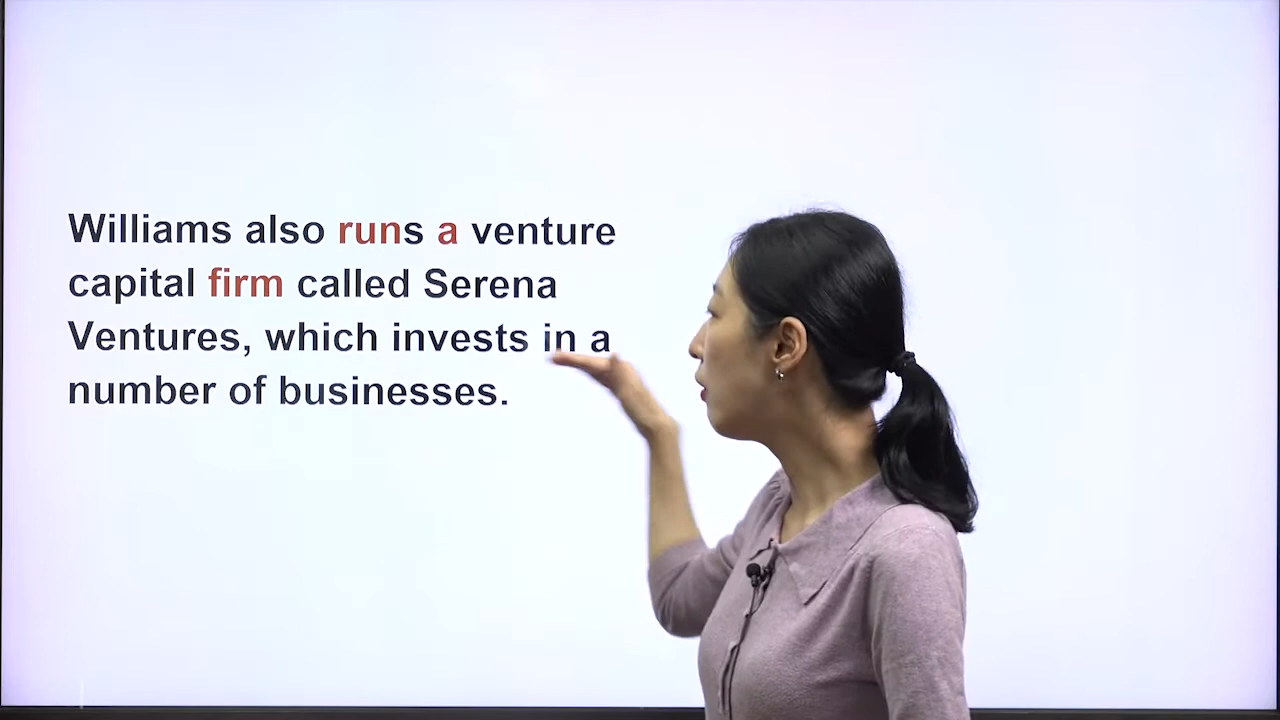 Williams also runs a venture
capital firm called Serena
Ventures, which invests in a
number of businesses.